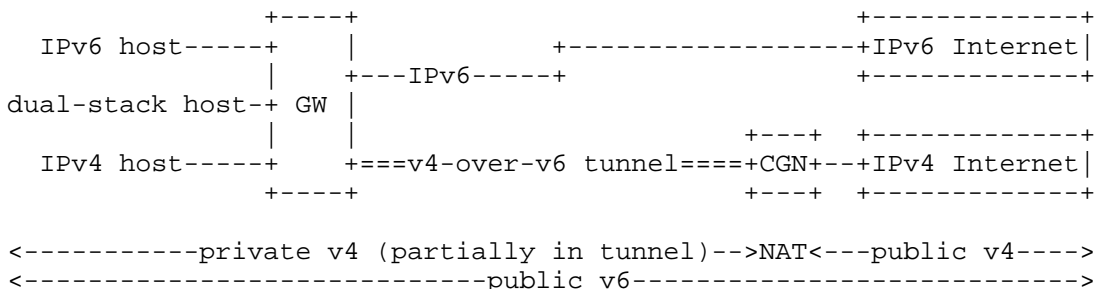 +----+                                  +-------------+
  IPv6 host-----+    |             +------------------+IPv6 Internet|
                |    +---IPv6-----+                   +-------------+
dual-stack host-+ GW |
                |    |                        +---+  +-------------+
  IPv4 host-----+    +===v4-over-v6 tunnel====+CGN+--+IPv4 Internet|
                +----+                        +---+  +-------------+
<-----------private v4 (partially in tunnel)-->NAT<---public v4---->
<-----------------------------public v6---------------------------->